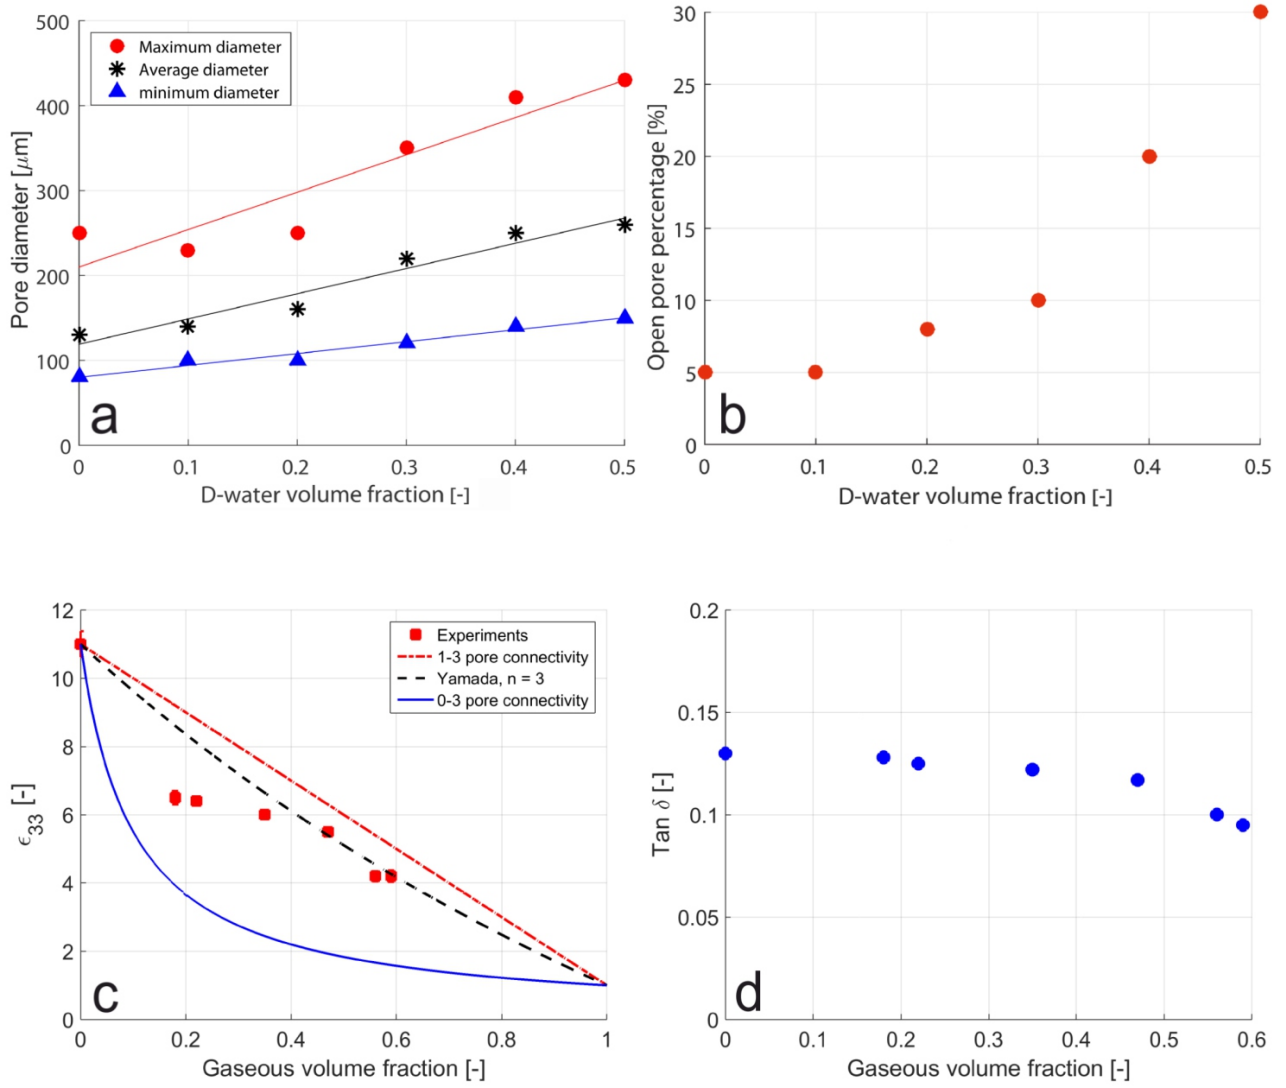 500
400
300
200
100
0
Pore diameter [μm]
Maximum diameter
Average diameter
minimum diameter
a
0 0.1 0.2 0.3 0.4 0.5
D-water volume fraction [-]
30
25
20
15
10
5
0
Open pore percentage [%]
b
0 0.1 0.2 0.3 0.4 0.5
D-water volume fraction [-]
12
10
8
6
4
2
0
ϵ33 [-]
Experiments
1-3 pore connectivity
Yamada, n = 3
0-3 pore connectivity
c
0 0.2 0.4 0.6 0.8 1
Gaseous volume fraction [-]
0.2
0.15
0.1
0.05
0
Tan δ [-]
d
0 0.1 0.2 0.3 0.4 0.5 0.6
Gaseous volume fraction [-]